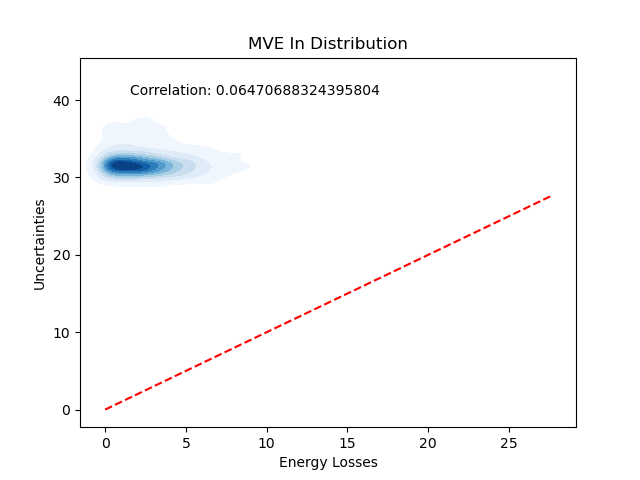 MVE In Distribution
Correlation: 0.06470688324395804
Uncertainties
40
30
20
10
0
0 5 10 15 20 25
Energy Losses